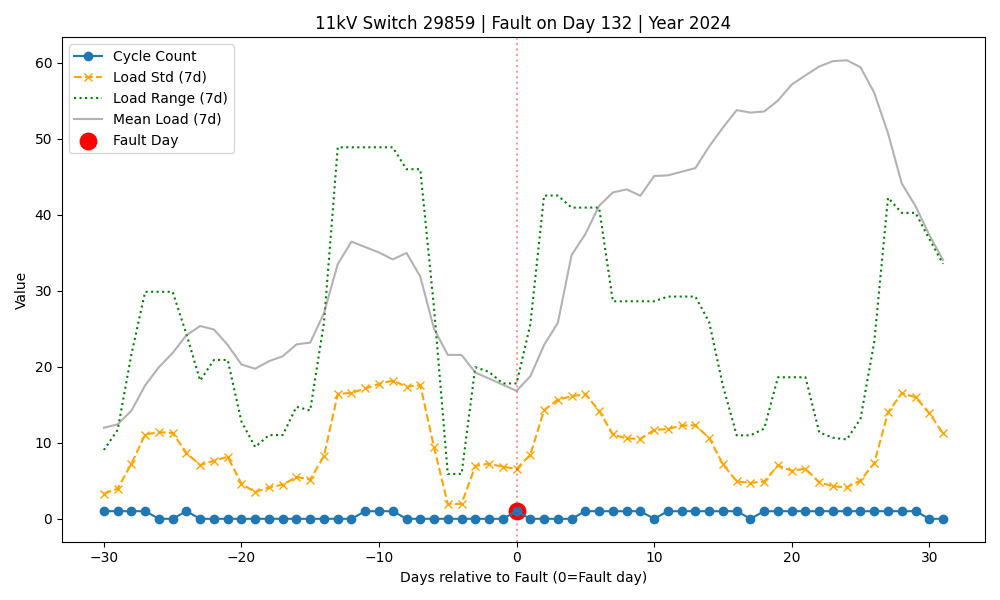 11kV Switch 29859 | Fault on Day 132 | Year 2024
Cycle Count
Load Std (7d)
Load Range (7d)
Mean Load (7d)
Fault Day
Value
60
50
40
30
20
10
0
−30
−20
−10
0
10
20
30
Days relative to Fault (0=Fault day)